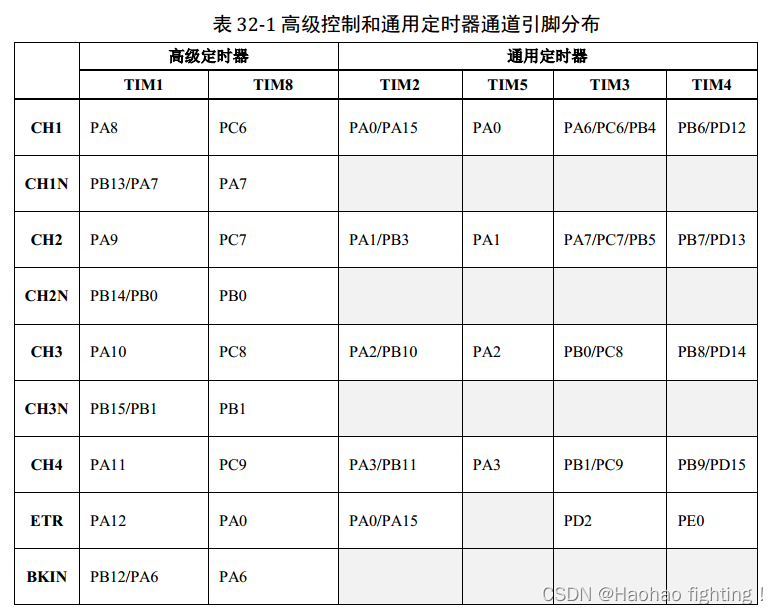 表 32-1 高级控制和通用定时器通道引脚分布
高级定时器 通用定时器
TIM1 TIM8 TIM2 TIM5 TIM3 TIM4
CH1 PA8 PC6 PA0/PA15 PA0 PA6/PC6/PB4 PB6/PD12
CH1N PB13/PA7 PA7
CH2 PA9 PC7 PA1/PB3 PA1 PA7/PC7/PB5 PB7/PD13
CH2N PB14/PB0 PB0
CH3 PA10 PC8 PA2/PB10 PA2 PB0/PC8 PB8/PD14
CH3N PB15/PB1 PB1
CH4 PA11 PC9 PA3/PB11 PA3 PB1/PC9 PB9/PD15
ETR PA12 PA0 PA0/PA15 PD2 PE0
BKIN PB12/PA6 PA6
CSDN @Haohao fighting！